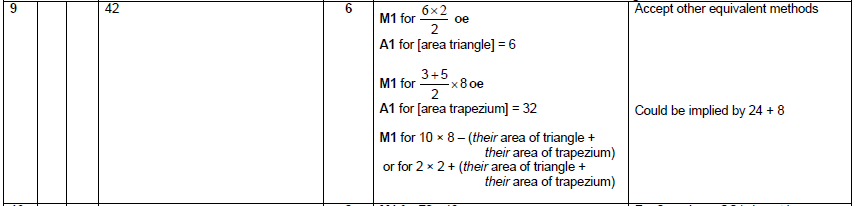 9 42 6 M1 for 6×2/2 oe Accept other equivalent methods
A1 for [area triangle] = 6
M1 for 3+5/2 ×8 oe
A1 for [area trapezium] = 32 Could be implied by 24 + 8
M1 for 10 × 8 – (their area of triangle +
their area of trapezium)
or for 2 × 2 + (their area of triangle +
their area of trapezium)